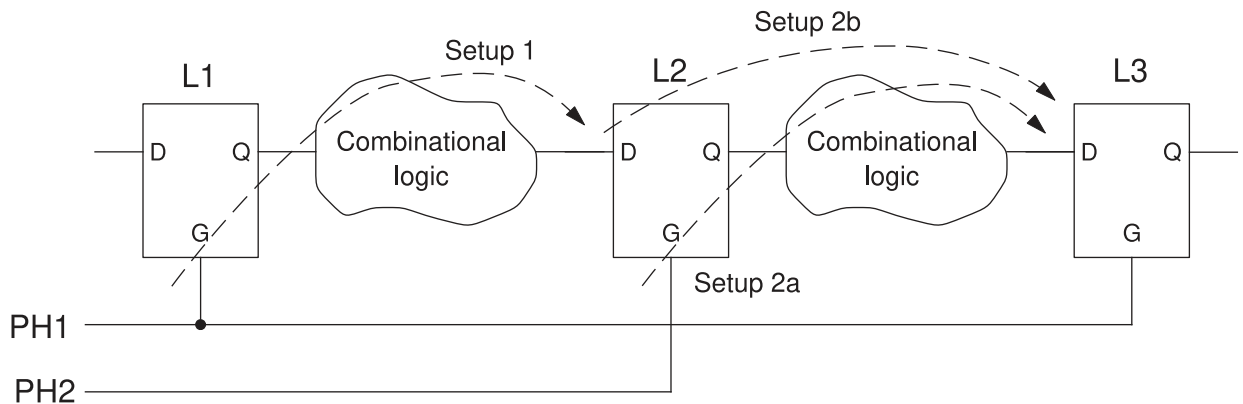 Setup 2b
Setup 1
L1
L2
L3
D
Q
Combinational
logic
D
Q
Combinational
logic
D
Q
G
G
G
Setup 2a
PH1
PH2